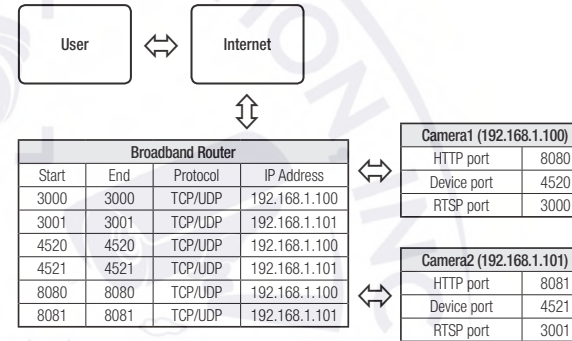 User
Internet
Broadband Router
Start End Protocol IP Address
3000 3000 TCP/UDP 192.168.1.100
3001 3001 TCP/UDP 192.168.1.101
4520 4520 TCP/UDP 192.168.1.100
4521 4521 TCP/UDP 192.168.1.101
8080 8080 TCP/UDP 192.168.1.100
8081 8081 TCP/UDP 192.168.1.101
Camera1 (192.168.1.100)
HTTP port 8080
Device port 4520
RTSP port 3000
Camera2 (192.168.1.101)
HTTP port 8081
Device port 4521
RTSP port 3001